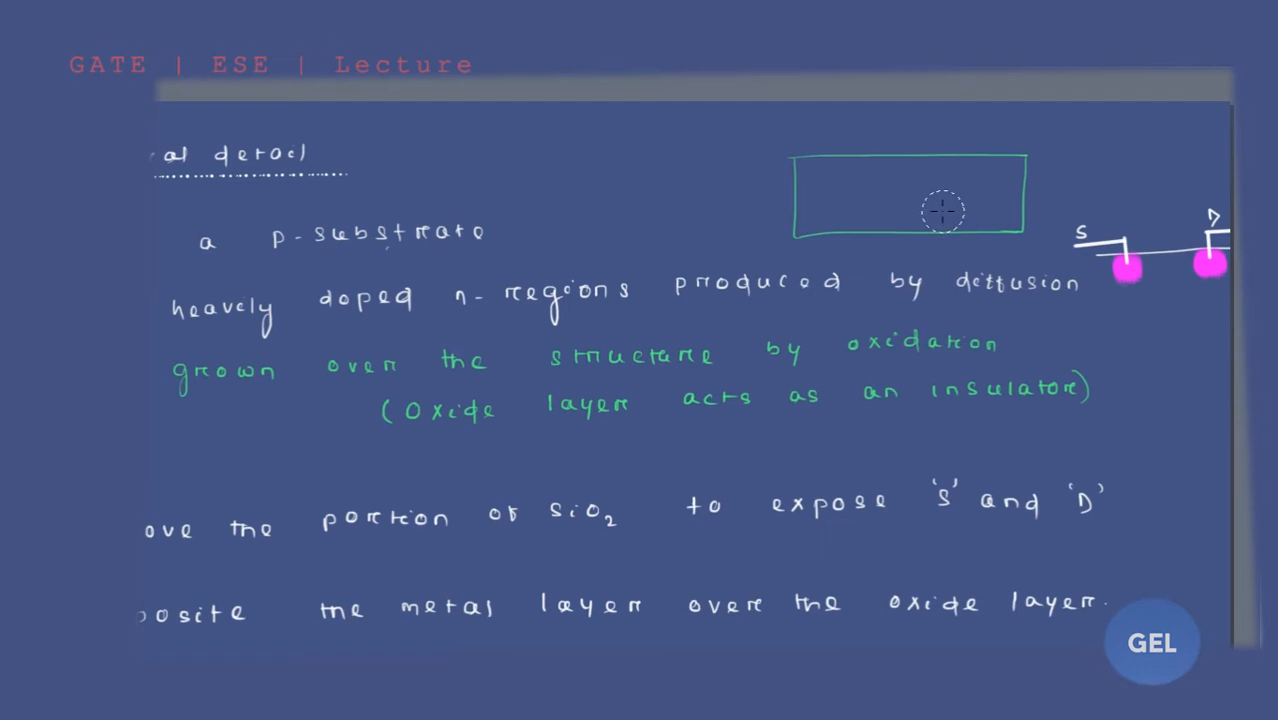 GATE | ESE | Lecture
al detail
a p-substrate
S
D
heavely doped n-regions produced by diffusion
grown over the structure by oxidation
(Oxide layer acts as an insulator)
ove the portion of SiO2 to expose 'S' and 'D'
posite the metal layer over the oxide layer.
GEL